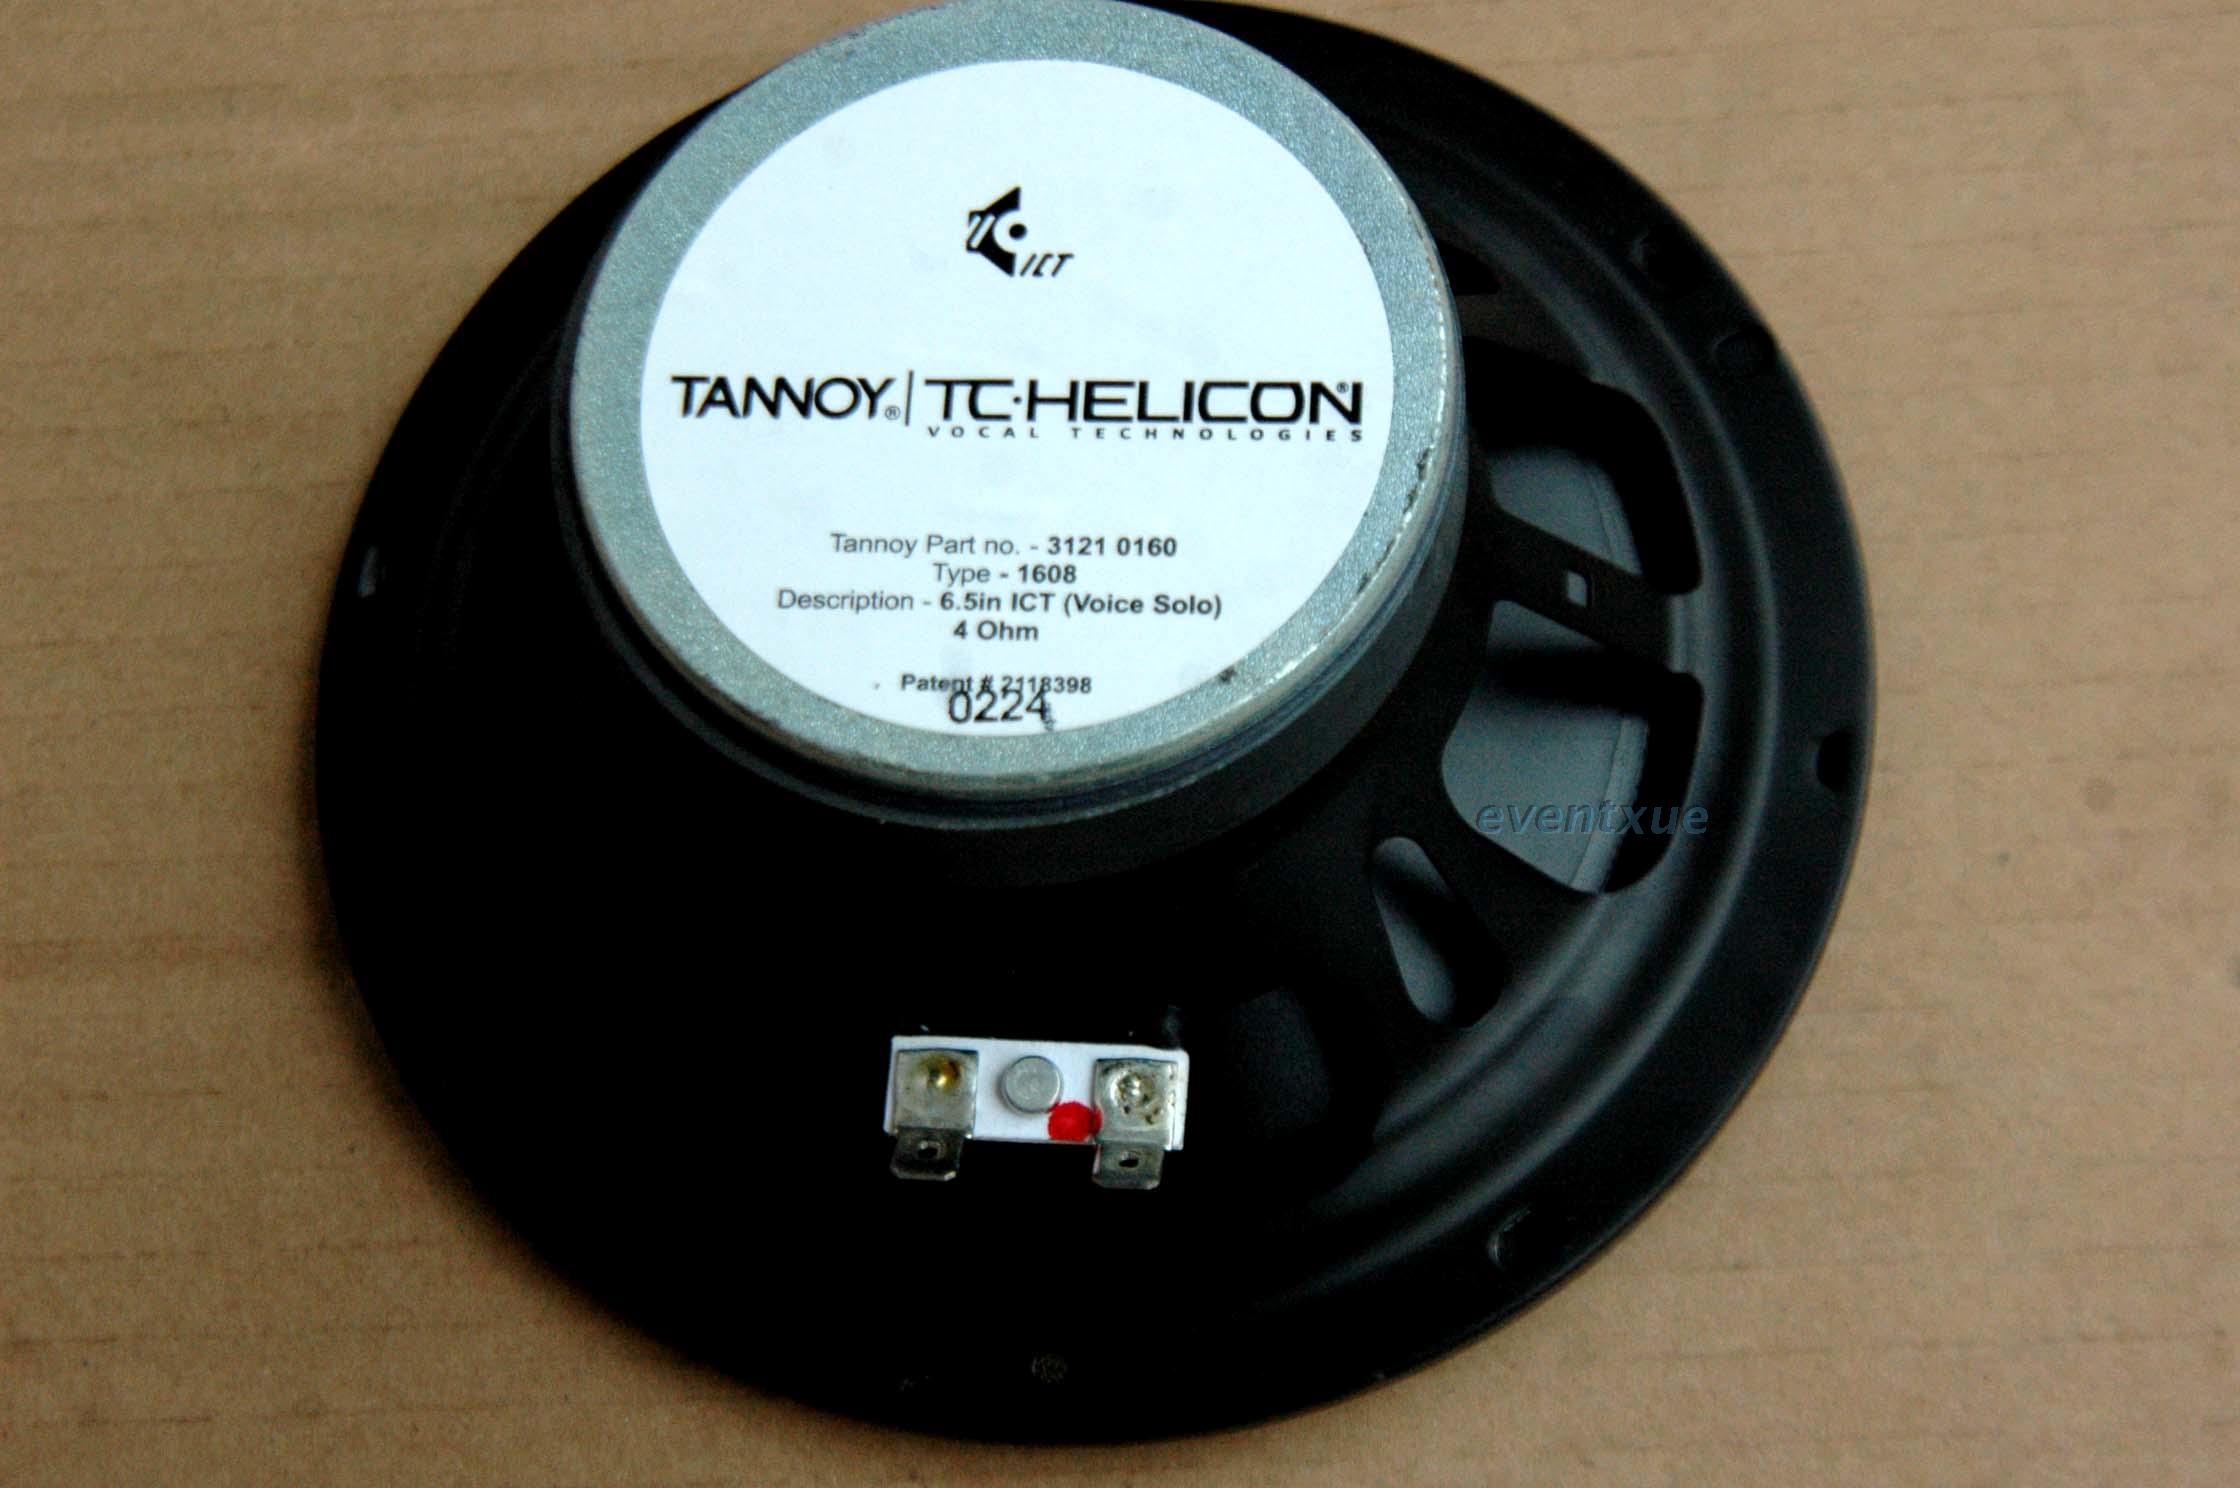 TC ICT
TANNOY® | TC·HELICON®
VOCAL TECHNOLOGIES
Tannoy Part no. - 3121 0160
Type - 1608
Description - 6.5in ICT (Voice Solo)
4 Ohm
Patent # 2118398
0224
eventxue